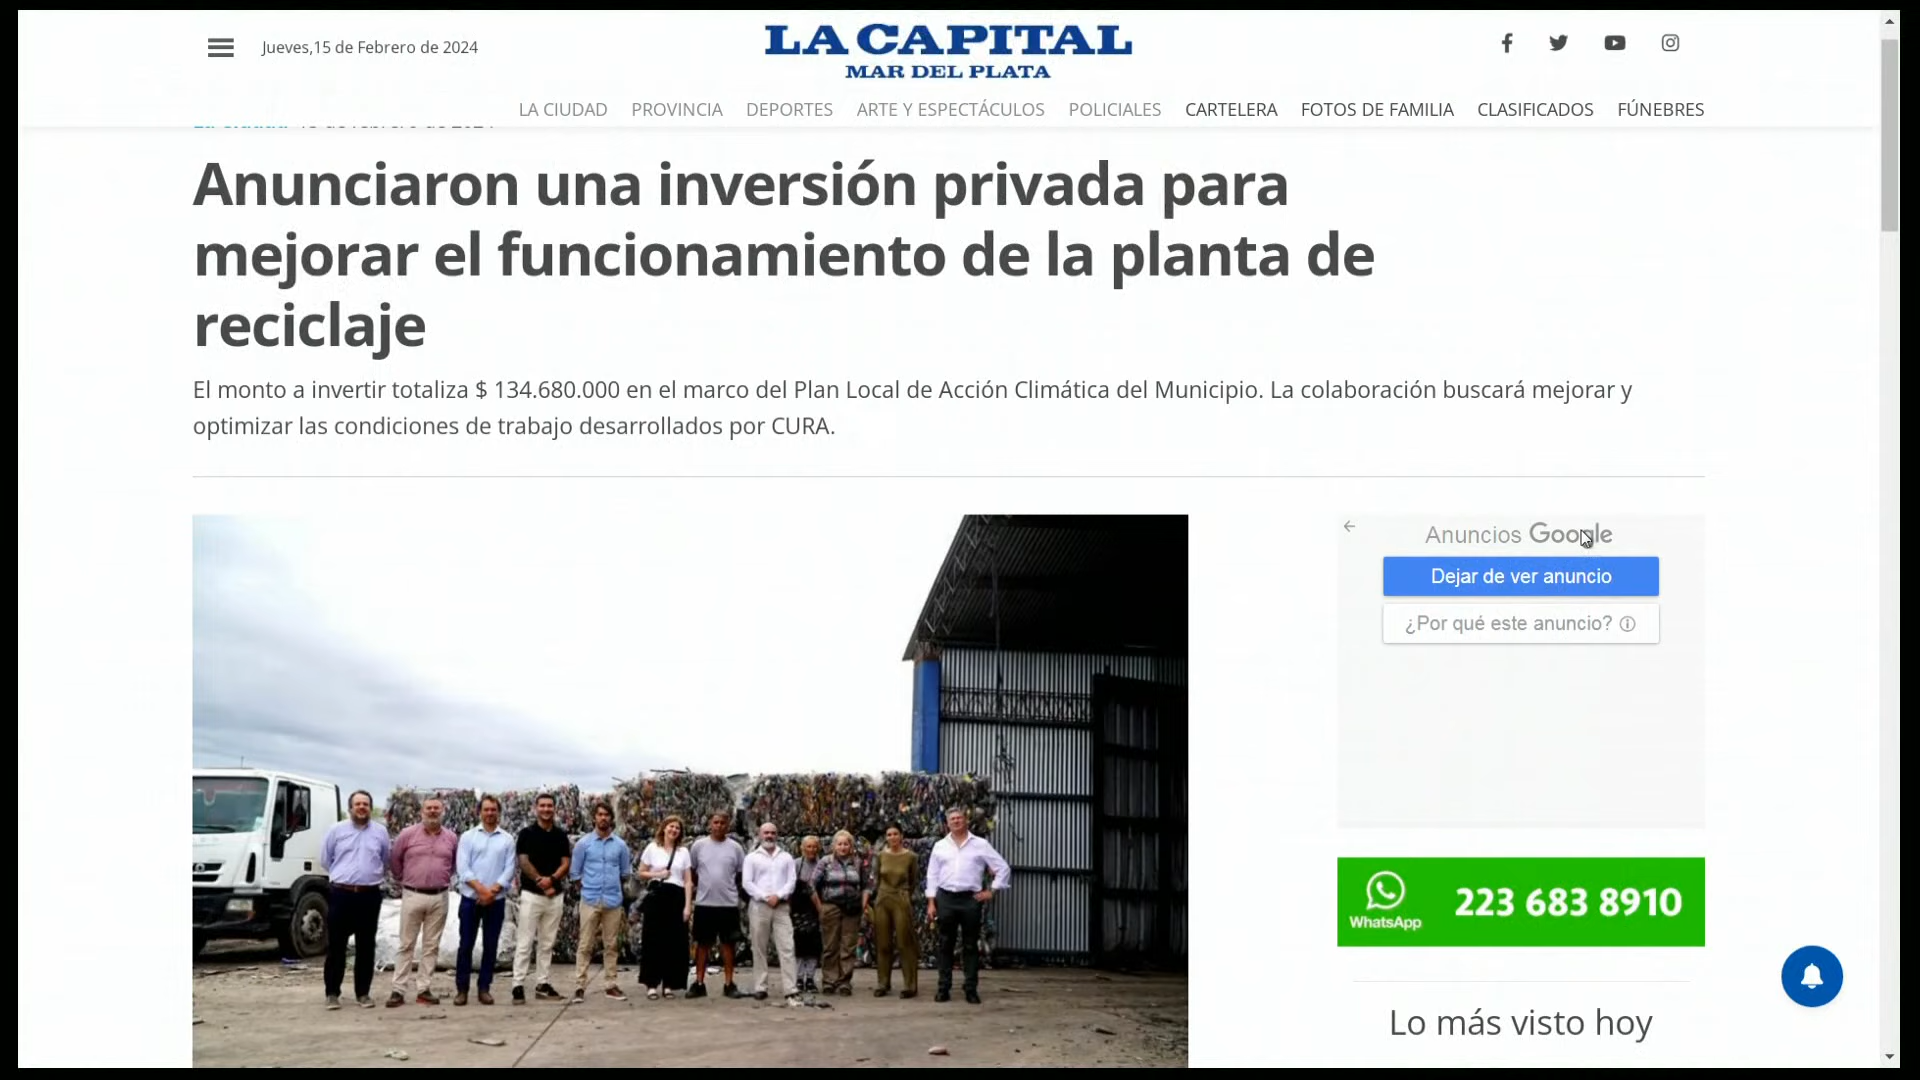 Jueves,15 de Febrero de 2024
LA CAPITAL
MAR DEL PLATA
LA CIUDAD PROVINCIA DEPORTES ARTE Y ESPECTÁCULOS POLICIALES CARTELERA FOTOS DE FAMILIA CLASIFICADOS FÚNEBRES
Anunciaron una inversión privada para
mejorar el funcionamiento de la planta de
reciclaje
El monto a invertir totaliza $ 134.680.000 en el marco del Plan Local de Acción Climática del Municipio. La colaboración buscará mejorar y
optimizar las condiciones de trabajo desarrollados por CURA.
Anuncios Google
Dejar de ver anuncio
¿Por qué este anuncio?
WhatsApp
223 683 8910
Lo más visto hoy